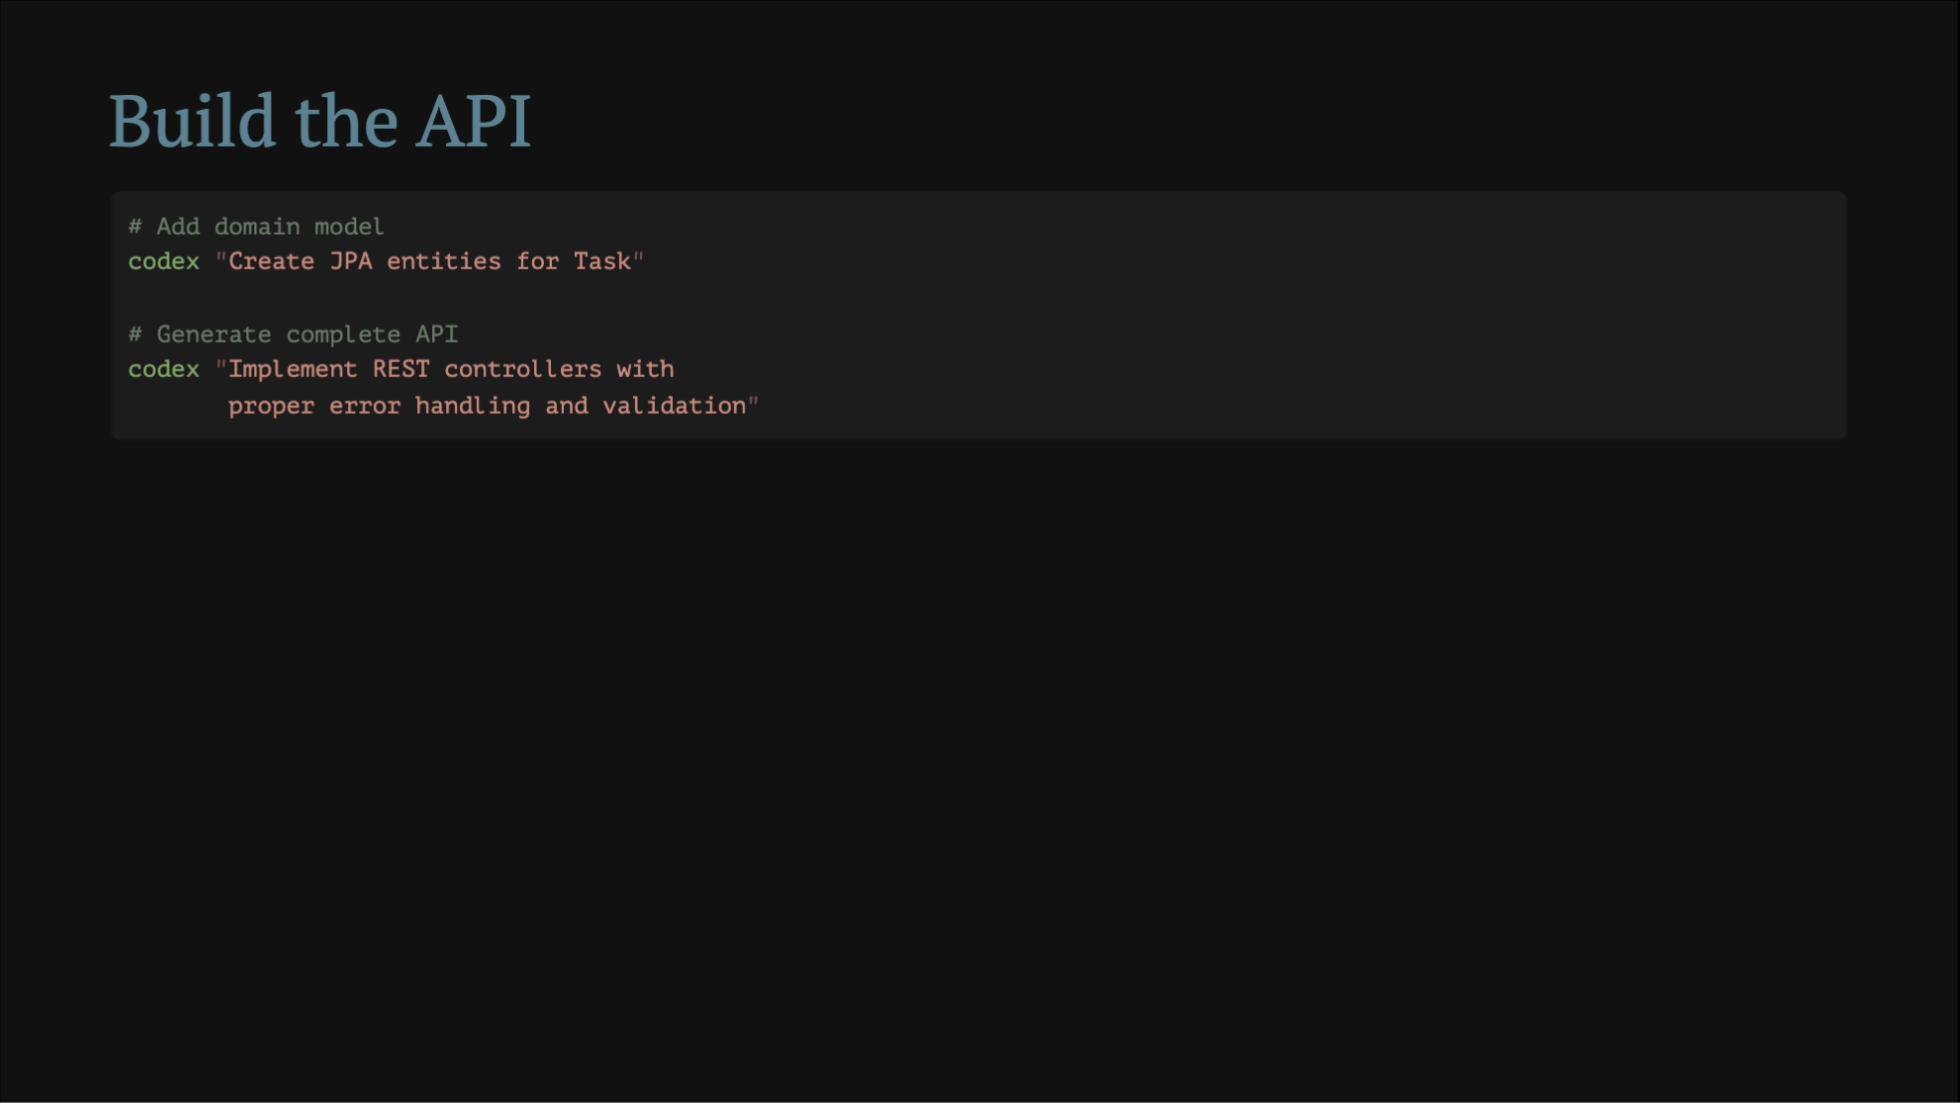 Build the API
# Add domain model
codex "Create JPA entities for Task"
# Generate complete API
codex "Implement REST controllers with
proper error handling and validation"